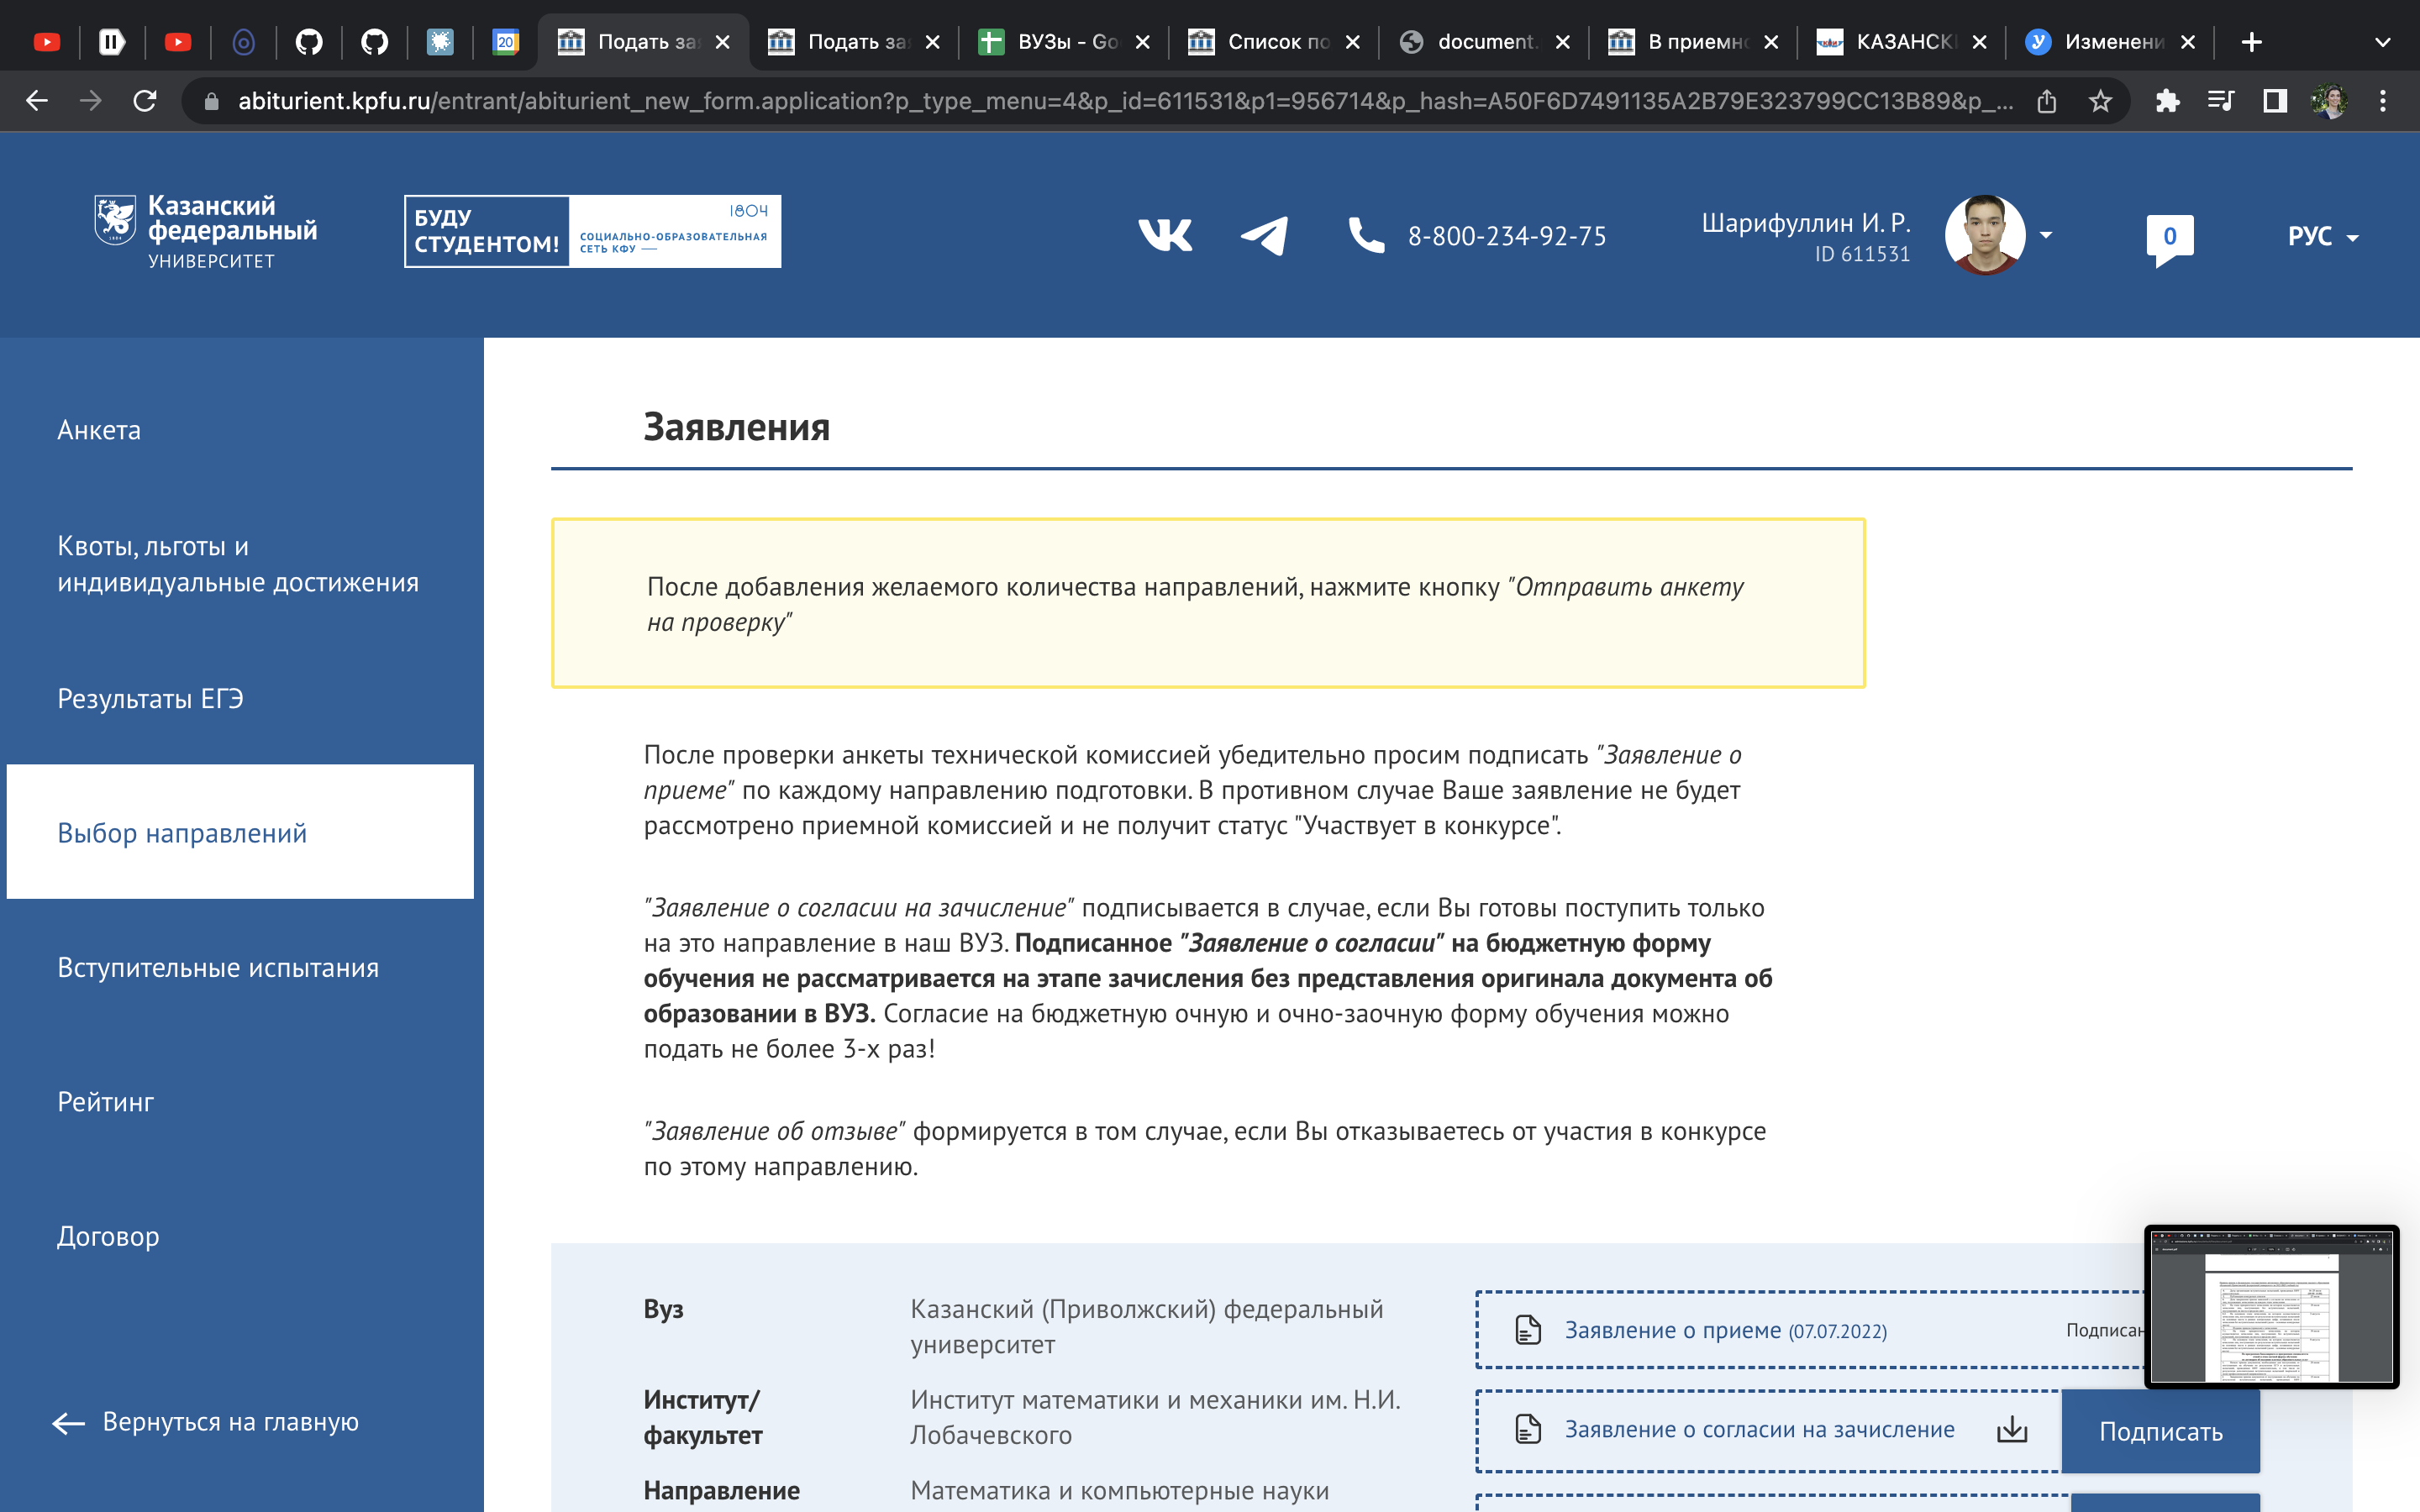 20
Подать за
Подать за
ВУЗы - Go
Список по
document.
В приемн
КАЗАНСК
Изменени
abiturient.kpfu.ru/entrant/abiturient_new_form.application?p_type_menu=4&p_id=611531&p1=956714&p_hash=A50F6D7491135A2B79E323799CC13B89&p_...
Казанский
федеральный
УНИВЕРСИТЕТ
БУДУ
СТУДЕНТОМ!
1804
СОЦИАЛЬНО-ОБРАЗОВАТЕЛЬНАЯ
СЕТЬ КФУ —
8-800-234-92-75
Шарифуллин И. Р.
ID 611531
0
РУС
Анкета
Квоты, льготы и
индивидуальные достижения
Результаты ЕГЭ
Выбор направлений
Вступительные испытания
Рейтинг
Договор
Вернуться на главную
Заявления
После добавления желаемого количества направлений, нажмите кнопку "Отправить анкету
на проверку"
После проверки анкеты технической комиссией убедительно просим подписать "Заявление о
приеме" по каждому направлению подготовки. В противном случае Ваше заявление не будет
рассмотрено приемной комиссией и не получит статус "Участвует в конкурсе".
"Заявление о согласии на зачисление" подписывается в случае, если Вы готовы поступить только
на это направление в наш ВУЗ. Подписанное "Заявление о согласии" на бюджетную форму
обучения не рассматривается на этапе зачисления без представления оригинала документа об
образовании в ВУЗ. Согласие на бюджетную очную и очно-заочную форму обучения можно
подать не более 3-х раз!
"Заявление об отзыве" формируется в том случае, если Вы отказываетесь от участия в конкурсе
по этому направлению.
Вуз
Казанский (Приволжский) федеральный
университет
Институт/
факультет
Институт математики и механики им. Н.И.
Лобачевского
Направление
Математика и компьютерные науки
Заявление о приеме (07.07.2022)
Подписан
Заявление о согласии на зачисление
Подписать